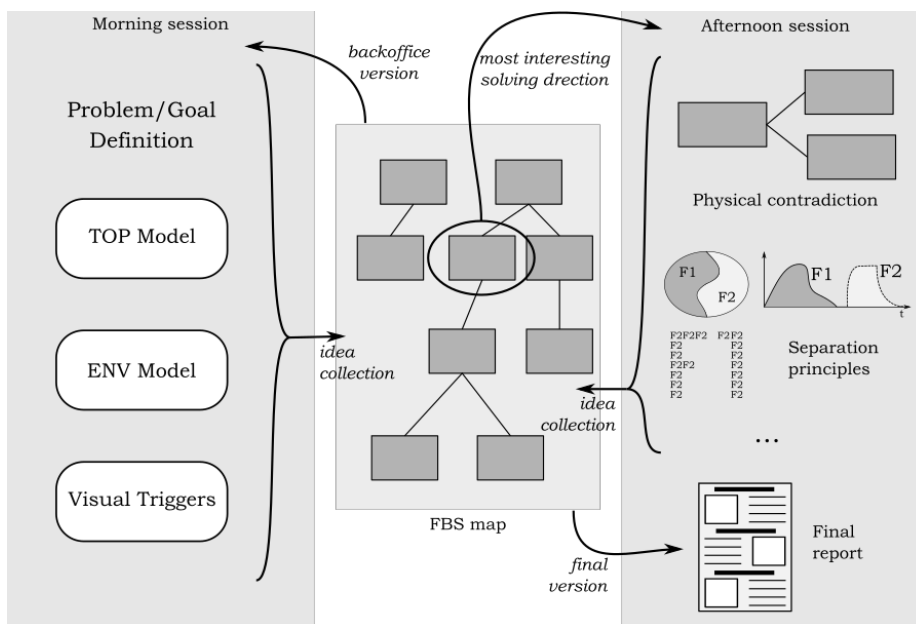 Morning session
Problem/Goal
Definition
TOP Model
ENV Model
Visual Triggers
backoffice
version
idea
collection
most interesting
solving drection
FBS map
idea
collection
final
version
Afternoon session
Physical contradiction
F1
F2
F1
F2
t
F2F2F2 F2F2
F2 F2
F2 F2
F2F2 F2
F2 F2
F2 F2
F2 F2
Separation
principles
...
Final
report